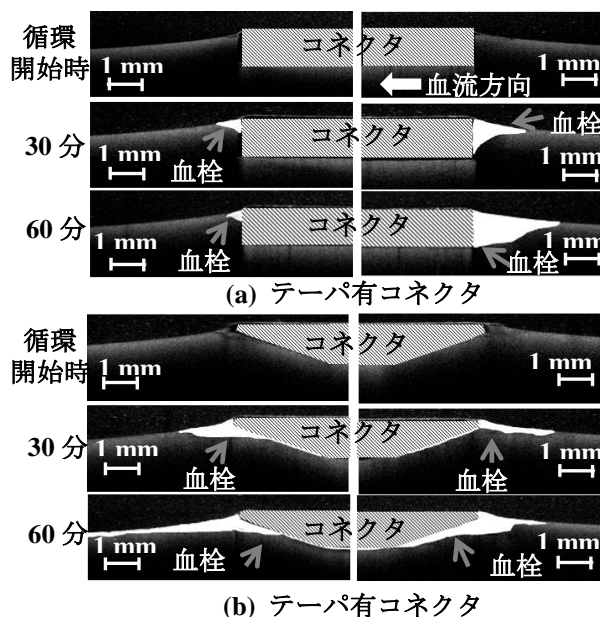 循環
開始時
コネクタ
1 mm
血流方向
1 mm
30 分
コネクタ
血栓
1 mm
血栓
1 mm
60 分
コネクタ
1 mm
血栓
血栓
1 mm
(a) テーパ有コネクタ
循環
開始時
コネクタ
1 mm
1 mm
30 分
コネクタ
1 mm
血栓
血栓
1 mm
60 分
コネクタ
1 mm
血栓
血栓
1 mm
(b) テーパ有コネクタ